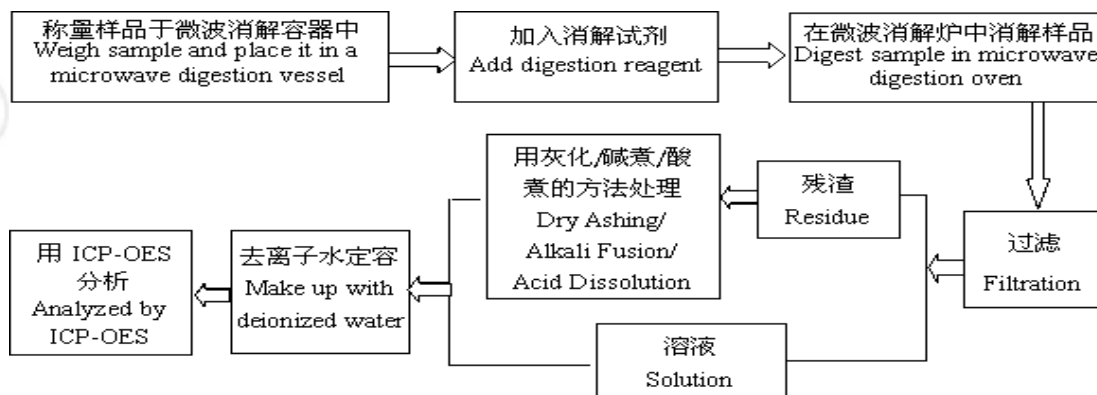 称量样品于微波消解容器中
Weigh sample and place it in a
microwave digestion vessel
加入消解试剂
Add digestion reagent
在微波消解炉中消解样品
Digest sample in microwave
digestion oven
过滤
Filtration
残渣
Residue
用灰化/碱煮/酸
煮的方法处理
Dry Ashing/
Alkali Fusion/
Acid Dissolution
溶液
Solution
去离子水定容
Make up with
deionized water
用 ICP-OES
分析
Analyzed by
ICP-OES